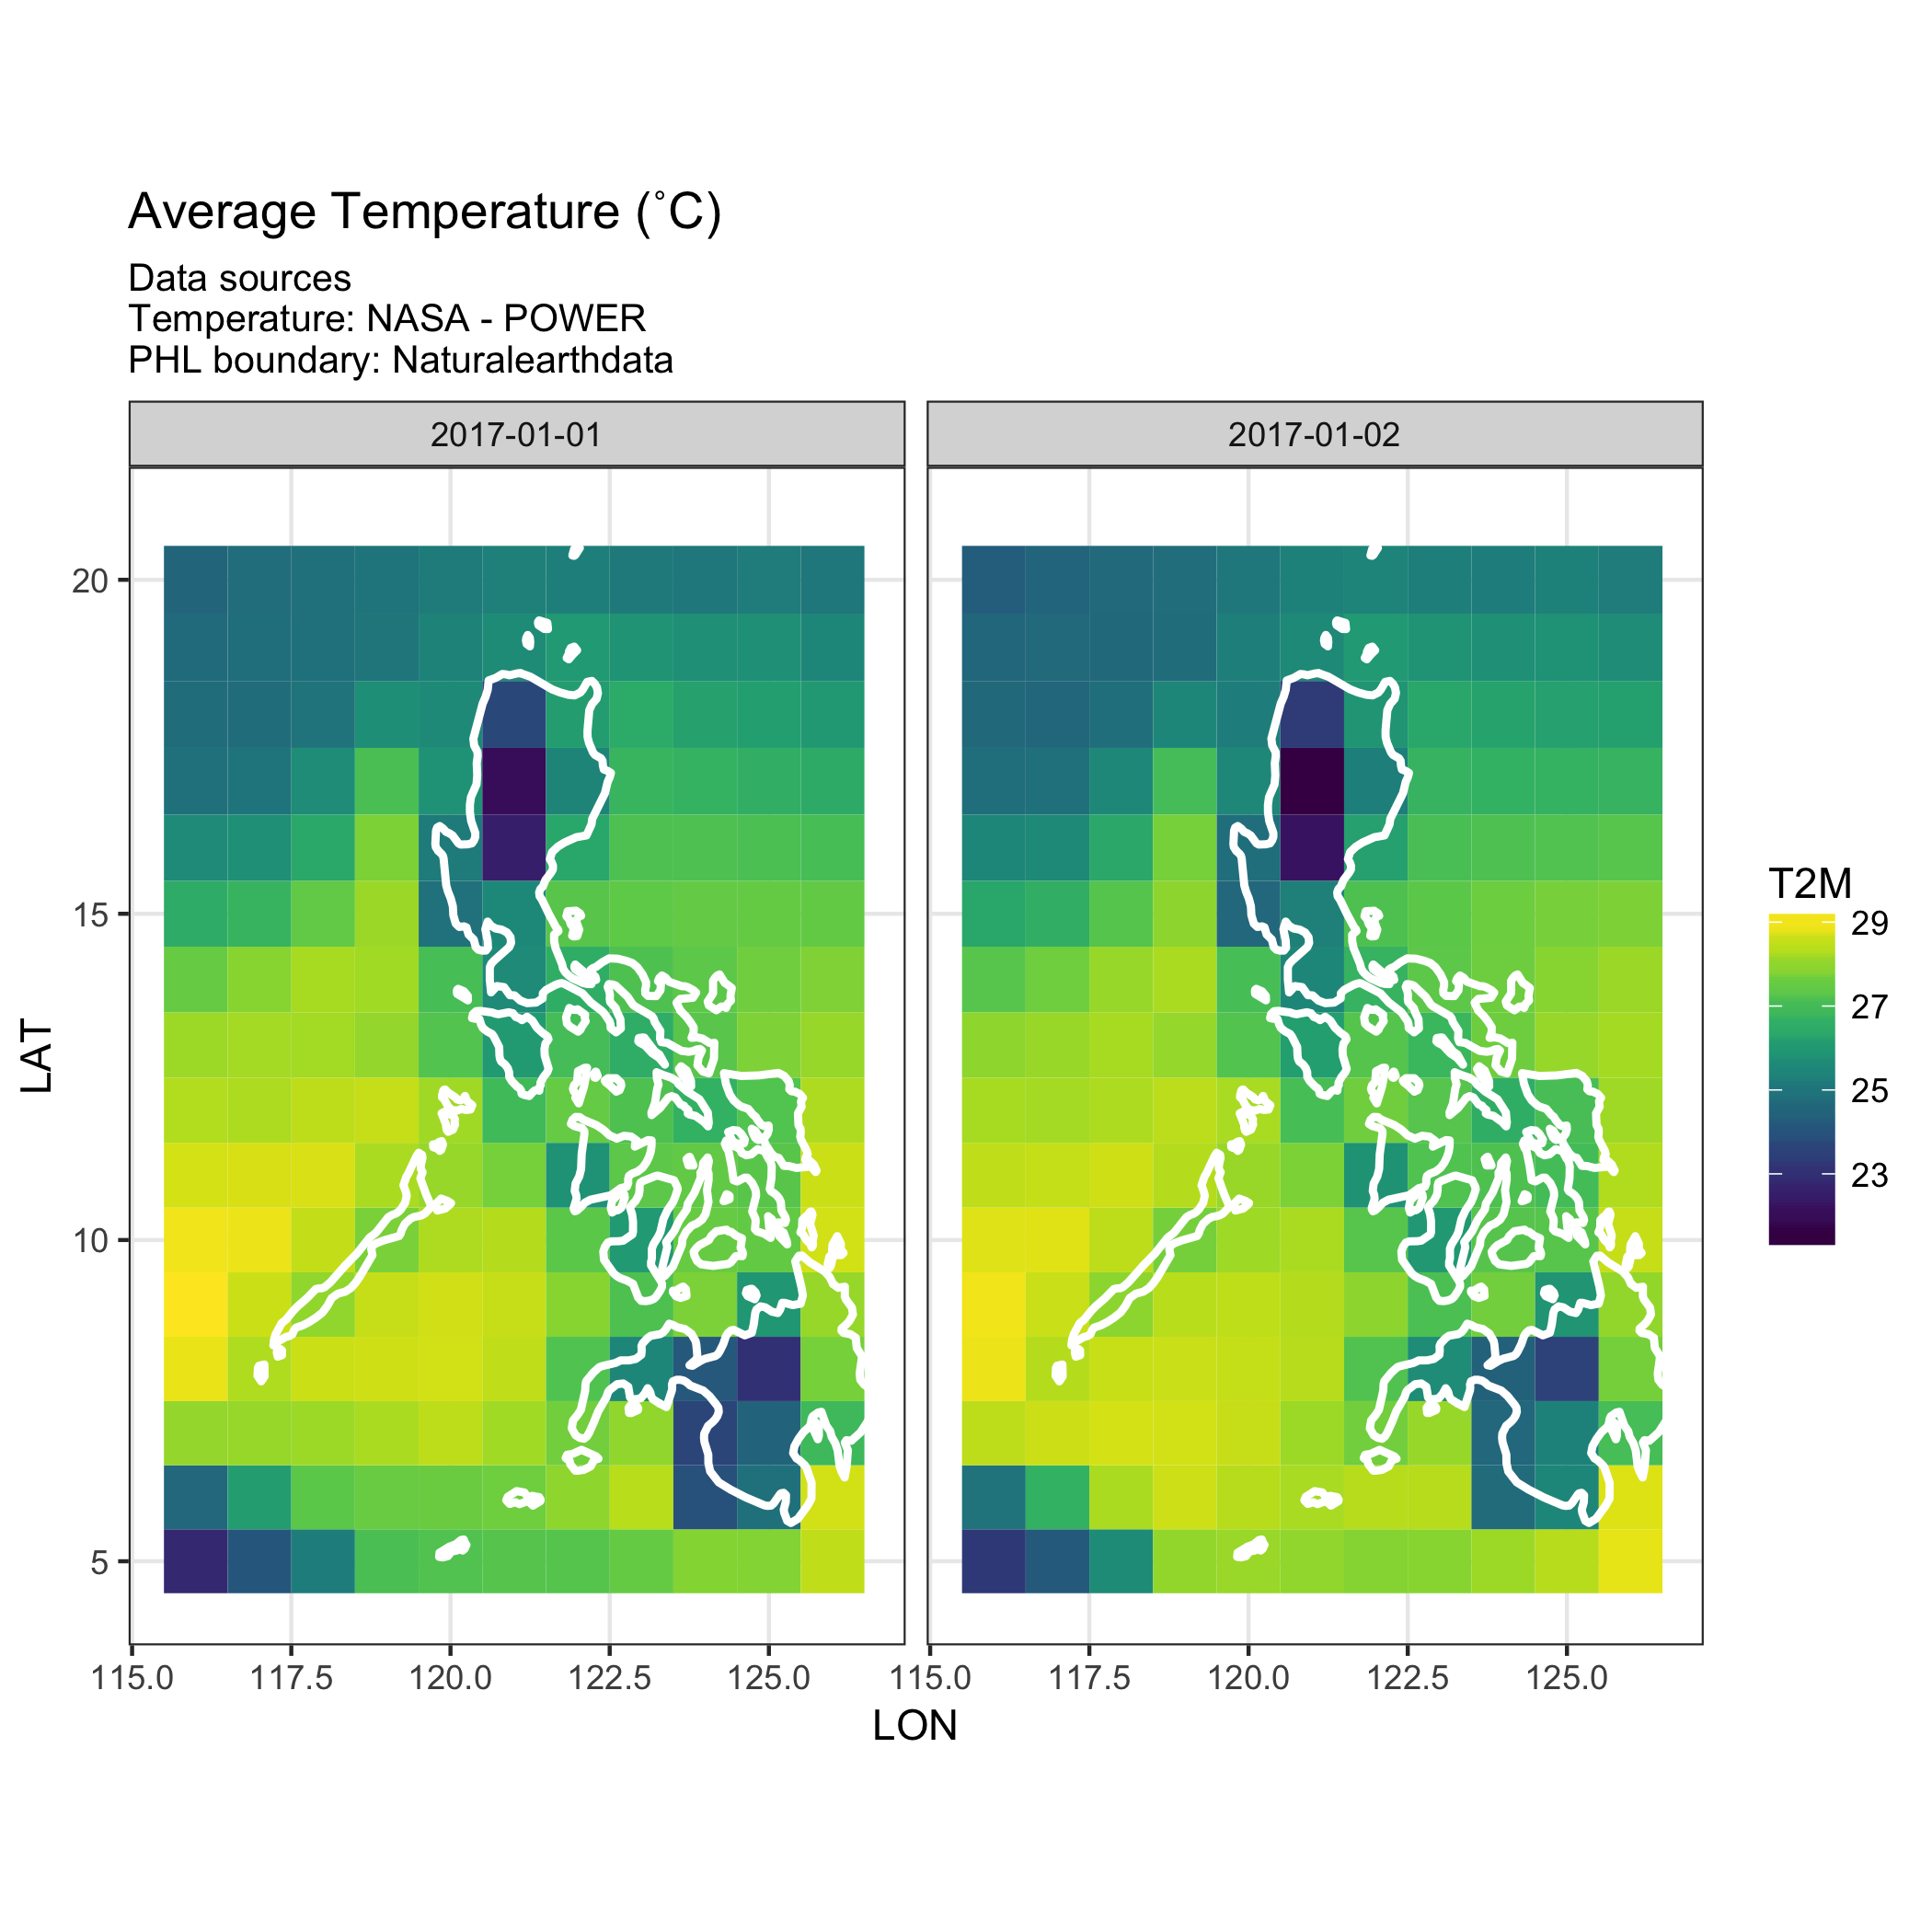 Average Temperature (˚C)
Data sources
Temperature: NASA - POWER
PHL boundary: Naturalearthdata
2017-01-01
2017-01-02
20
15
10
5
LAT
115.0
117.5
120.0
122.5
125.0
115.0
117.5
120.0
122.5
125.0
LON
T2M
29
27
25
23